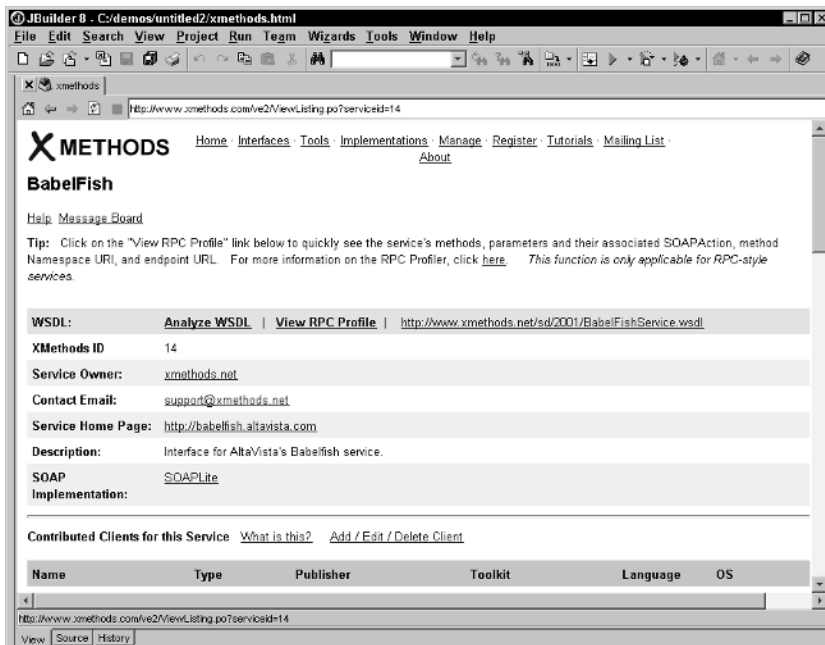 JBuilder 8 - C:/demos/untitled2/xmethods.html
File Edit Search View Project Run Team Wizards Tools Window Help
xmethods
http://www.xmethods.com/ve2/ViewListing.po?serviceid=14
X METHODS
Home · Interfaces · Tools · Implementations · Manage · Register · Tutorials · Mailing List ·
About
BabelFish
Help Message Board
Tip: Click on the "View RPC Profile" link below to quickly see the service's methods, parameters and their associated SOAPAction, method
Namespace URI, and endpoint URL. For more information on the RPC Profiler, click here. This function is only applicable for RPC-style
services.
WSDL: Analyze WSDL | View RPC Profile | http://www.xmethods.net/sd/2001/BabelFishService.wsdl
XMethods ID 14
Service Owner: xmethods.net
Contact Email: support@xmethods.net
Service Home Page: http://babelfish.altavista.com
Description: Interface for AltaVista's Babelfish service.
SOAP SOAPLite
Implementation:
Contributed Clients for this Service What is this? Add / Edit / Delete Client
Name Type Publisher Toolkit Language OS
http://www.xmethods.com/ve2/ViewListing.po?serviceid=14
View Source History